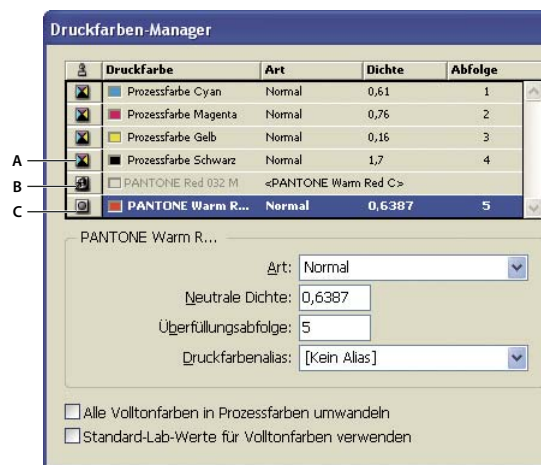 Druckfarben-Manager
Druckfarbe Art Dichte Abfolge
Prozessfarbe Cyan Normal 0,61 1
Prozessfarbe Magenta Normal 0,76 2
Prozessfarbe Gelb Normal 0,16 3
A Prozessfarbe Schwarz Normal 1,7 4
B PANTONE Red 032 M <PANTONE Warm Red C>
C PANTONE Warm R... Normal 0,6387 5
PANTONE Warm R...
Art: Normal
Neutrale Dichte: 0,6387
Überfüllungsabfolge: 5
Druckfarbenalias: [Kein Alias]
Alle Volltonfarben in Prozessfarben umwandeln
Standard-Lab-Werte für Volltonfarben verwenden